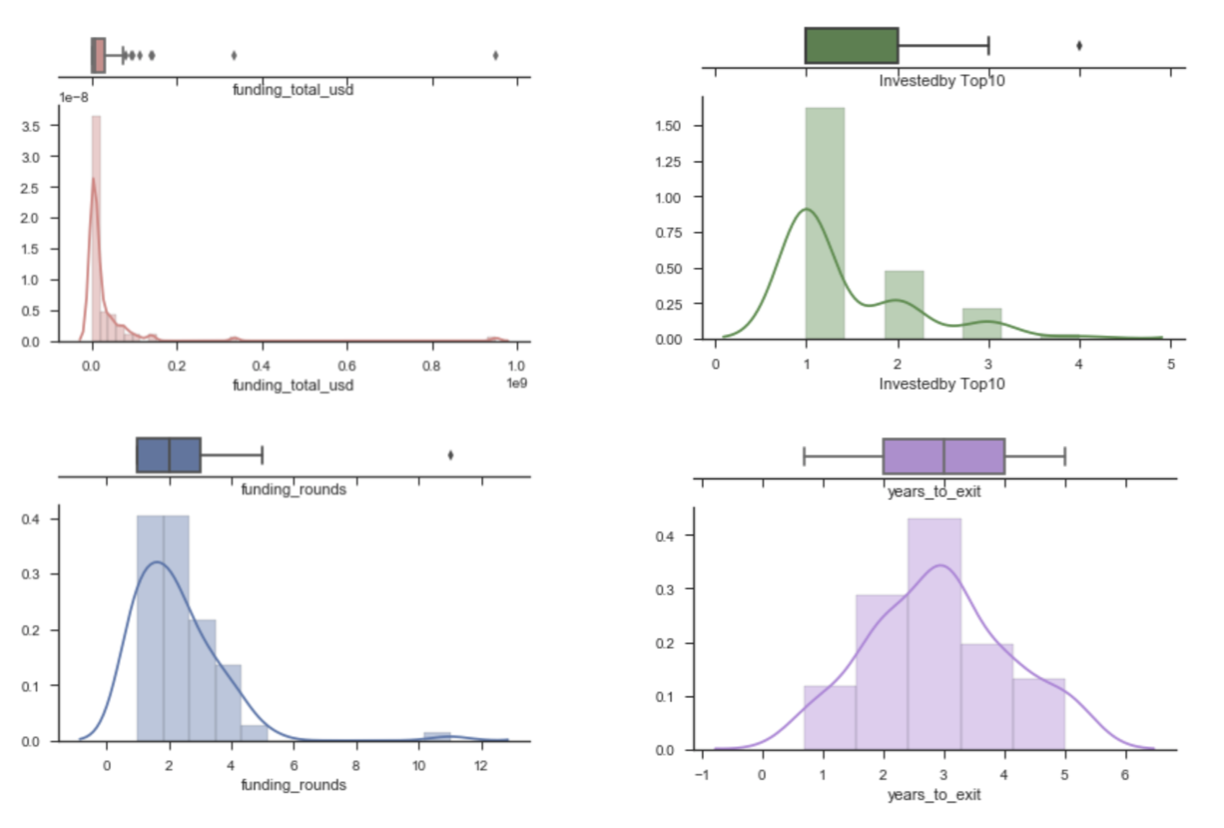 funding_total_usd
1e−8
3.5
3.0
2.5
2.0
1.5
1.0
0.5
0.0
0.0 0.2 0.4 0.6 0.8 1.0
funding_total_usd
1e9
Investedby Top10
1.50
1.25
1.00
0.75
0.50
0.25
0.00
0 1 2 3 4 5
Investedby Top10
funding_rounds
0.4
0.3
0.2
0.1
0.0
0 2 4 6 8 10 12
funding_rounds
years_to_exit
0.4
0.3
0.2
0.1
0.0
−1 0 1 2 3 4 5 6
years_to_exit